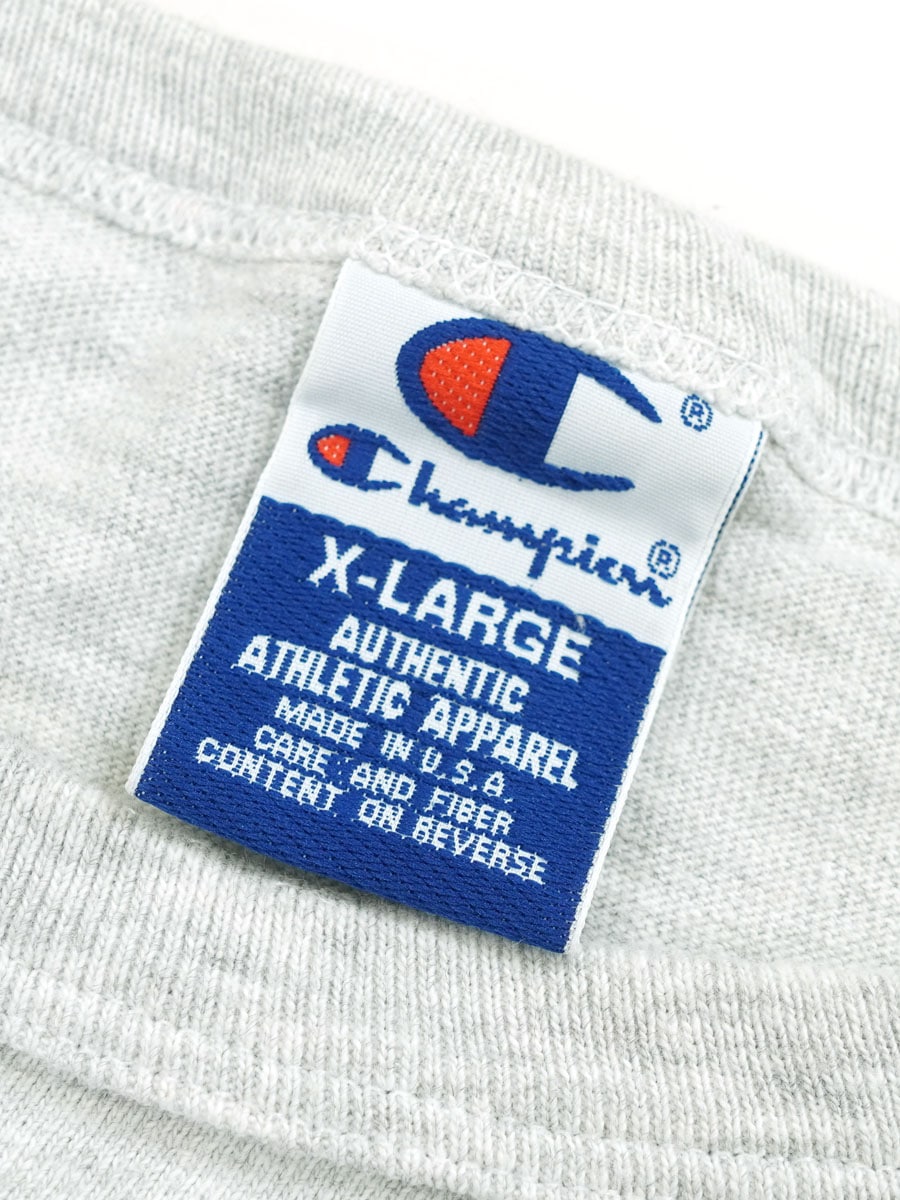 ®
Champion®
X-LARGE
AUTHENTIC
ATHLETIC APPAREL
MADE IN U.S.A.
CARE AND FIBER
CONTENT ON REVERSE